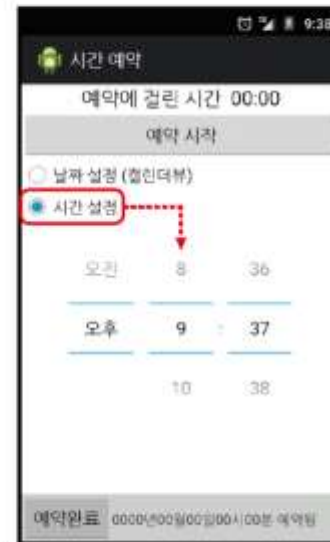 9:38
시간 예약
예약에 걸린 시간 00:00
예약 시작
날짜 설정 (캘린더뷰)
시간 설정
오전 8 36
오후 9 : 37
10 38
예약완료 0000년00월00일00시00분 예약됨